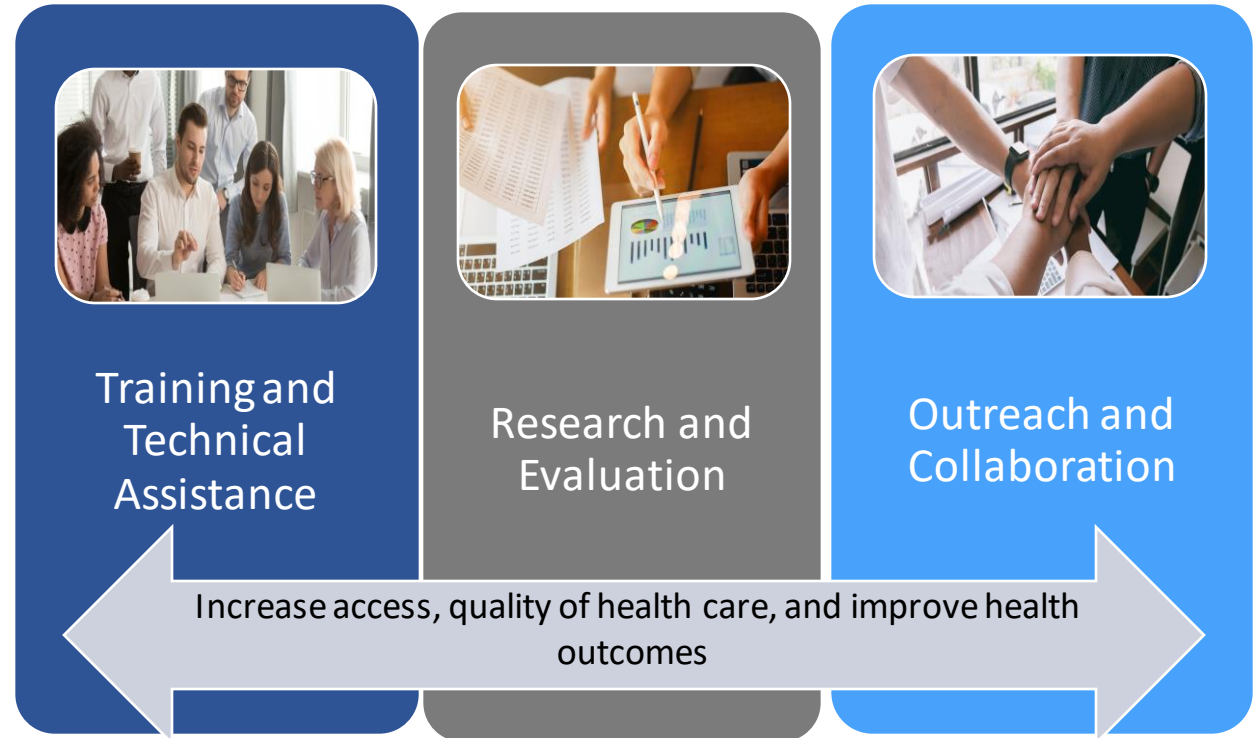 Training and
Technical
Assistance
Research and
Evaluation
Outreach and
Collaboration
Increase access, quality of health care, and improve health
outcomes